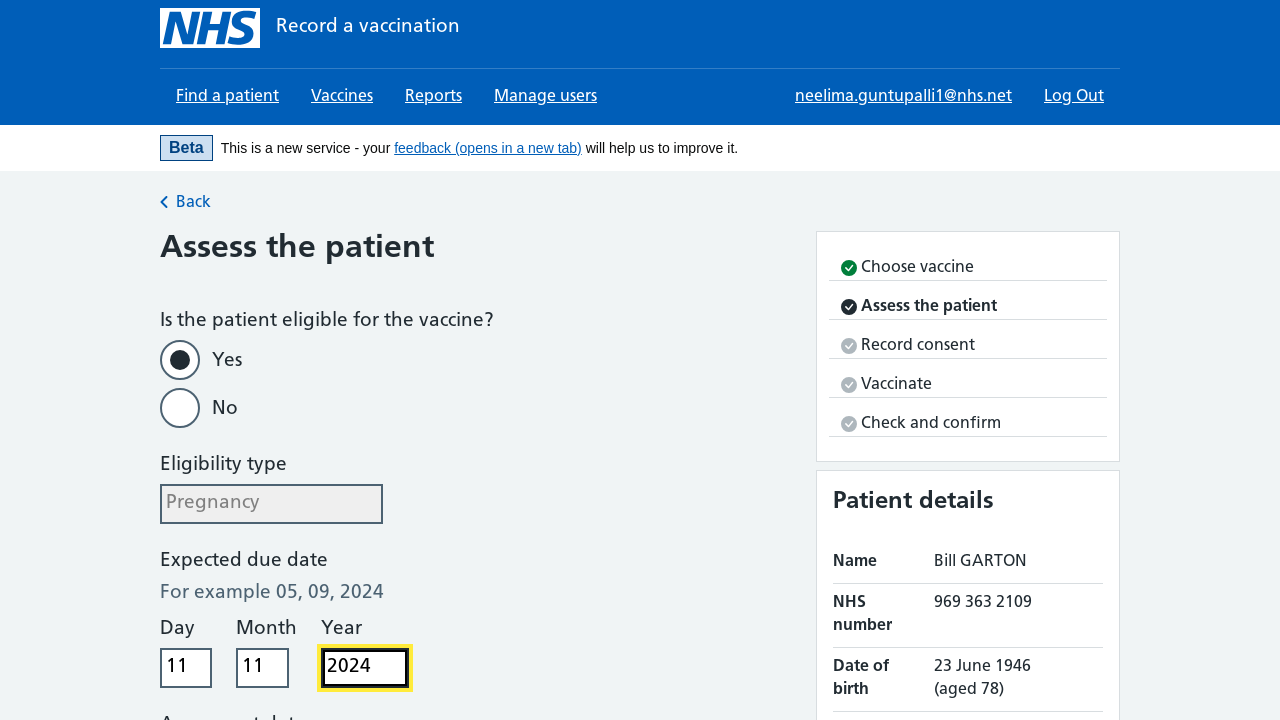 NHS Record a vaccination
Find a patient Vaccines Reports Manage users neelima.guntupalli1@nhs.net Log Out
Beta This is a new service - your feedback (opens in a new tab) will help us to improve it.
Back
Assess the patient
Is the patient eligible for the vaccine?
Yes
No
Eligibility type
Pregnancy
Expected due date
For example 05, 09, 2024
Day Month Year
11 11 2024
Choose vaccine
Assess the patient
Record consent
Vaccinate
Check and confirm
Patient details
Name Bill GARTON
NHS number 969 363 2109
Date of birth 23 June 1946 (aged 78)